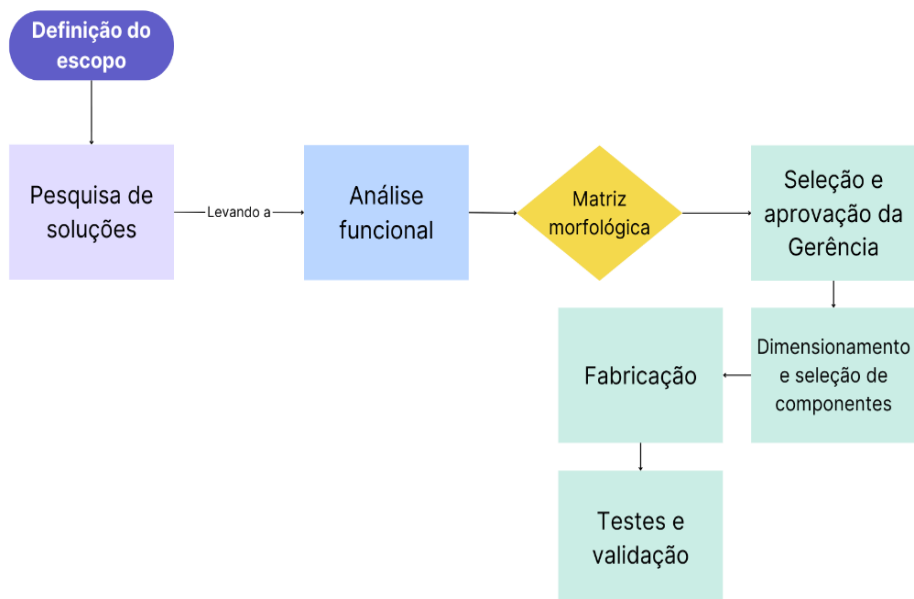 Definição do
escopo
Pesquisa de
soluções
Levando a
Análise
funcional
Matriz
morfológica
Seleção e
aprovação da
Gerência
Dimensionamento
e seleção de
componentes
Fabricação
Testes e
validação